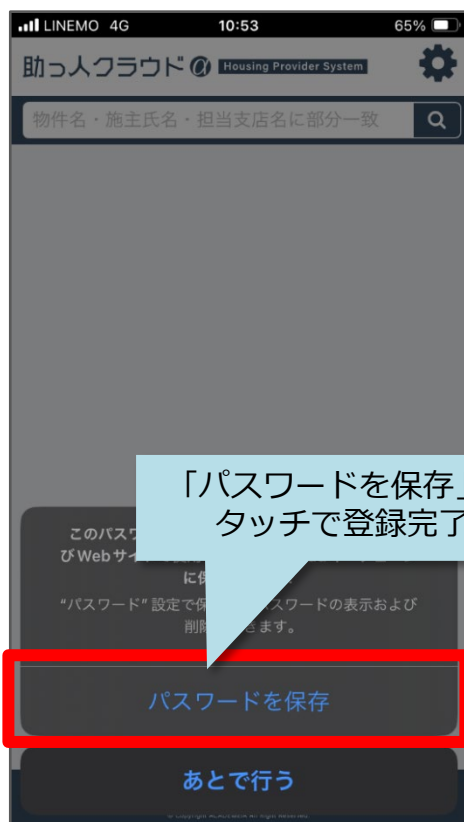 LINEMO 4G 10:53 65%
助っ人クラウドα Housing Provider System
物件名・施主氏名・担当支店名に部分一致
「パスワードを保存」
タッチで登録完了
このパスワ
びWebサイ
に保
"パスワード"設定で保 スワードの表示および
削除 きます。
パスワードを保存
あとで行う